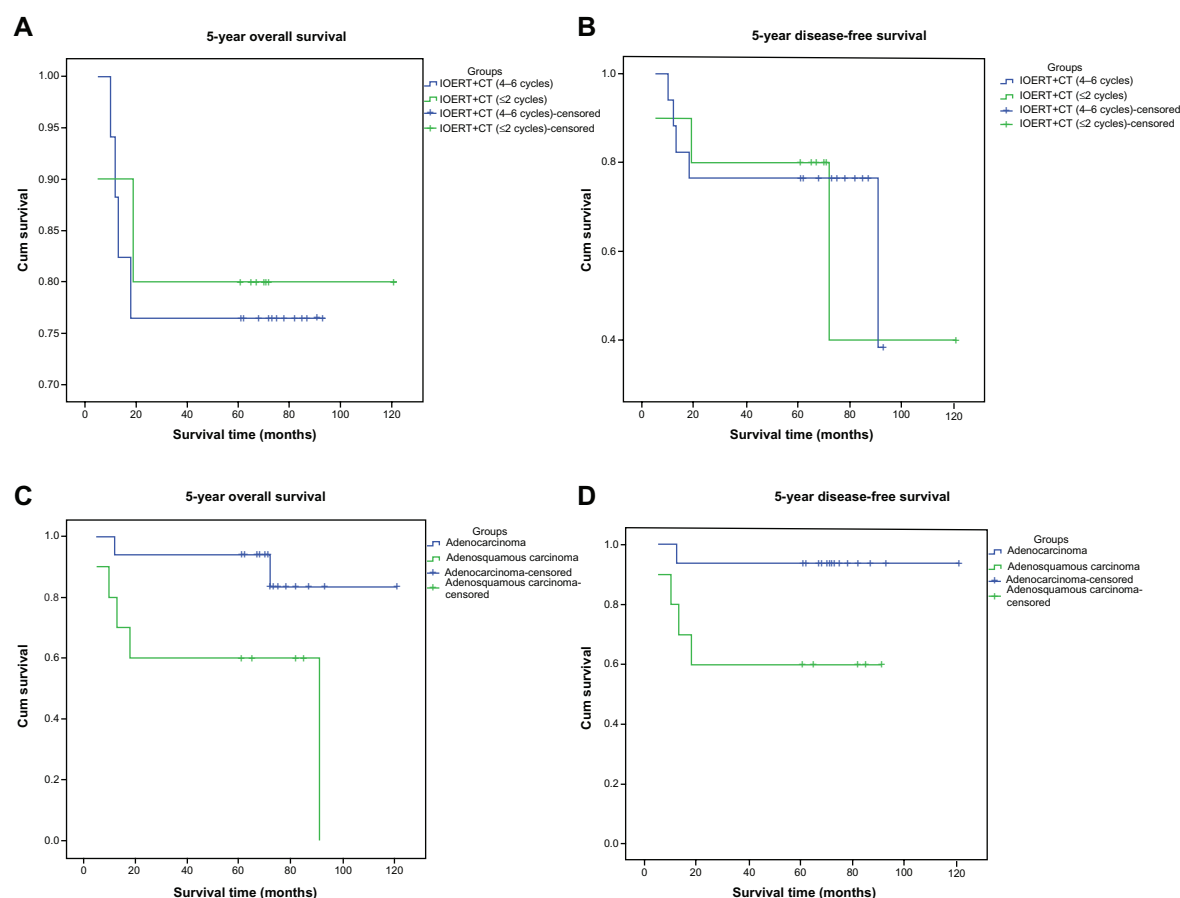 A
5-year overall survival
Cum survival
1.00
0.95
0.90
0.85
0.80
0.75
0.70
0
20
40
60
80
100
120
Survival time (months)
Groups
IOERT+CT (4–6 cycles)
IOERT+CT (≤2 cycles)
IOERT+CT (4–6 cycles)-censored
IOERT+CT (≤2 cycles)-censored
B
5-year disease-free survival
Cum survival
1.0
0.8
0.6
0.4
0
20
40
60
80
100
120
Survival time (months)
Groups
IOERT+CT (4–6 cycles)
IOERT+CT (≤2 cycles)
IOERT+CT (4–6 cycles)-censored
IOERT+CT (≤2 cycles)-censored
C
5-year overall survival
Cum survival
1.0
0.8
0.6
0.4
0.2
0.0
0
20
40
60
80
100
120
Survival time (months)
Groups
Adenocarcinoma
Adenosquamous carcinoma
Adenocarcinoma-censored
Adenosquamous carcinoma-
censored
D
5-year disease-free survival
Cum survival
1.0
0.8
0.6
0.4
0.2
0.0
0
20
40
60
80
100
120
Survival time (months)
Groups
Adenocarcinoma
Adenosquamous carcinoma
Adenocarcinoma-censored
Adenosquamous carcinoma-
censored